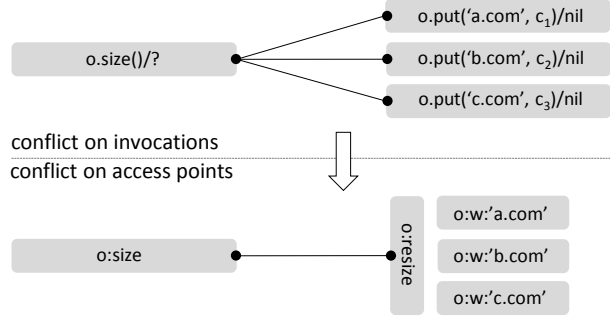 o.put(‘a.com’, c1)/nil
o.size()/?
o.put(‘b.com’, c2)/nil
o.put(‘c.com’, c3)/nil
conflict on invocations
conflict on access points
o:size
o:resize
o:w:’a.com’
o:w:’b.com’
o:w:’c.com’